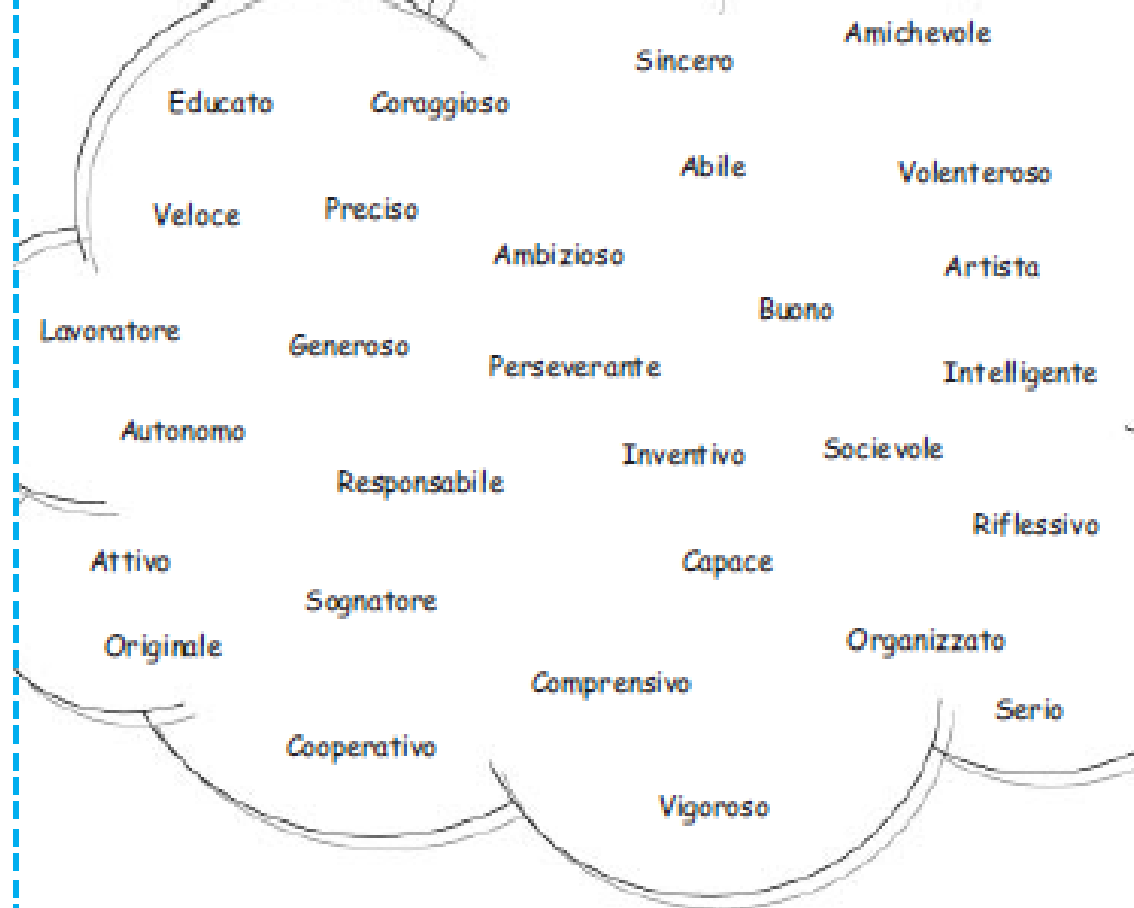 Amichevole
Sincero
Educato
Coraggioso
Abile
Volenteroso
Veloce
Preciso
Ambizioso
Artista
Buono
Lavoratore
Generoso
Perseverante
Intelligente
Autonomo
Inventivo
Socievole
Responsabile
Riflessivo
Attivo
Capace
Sognatore
Originale
Organizzato
Comprensivo
Serio
Cooperativo
Vigoroso